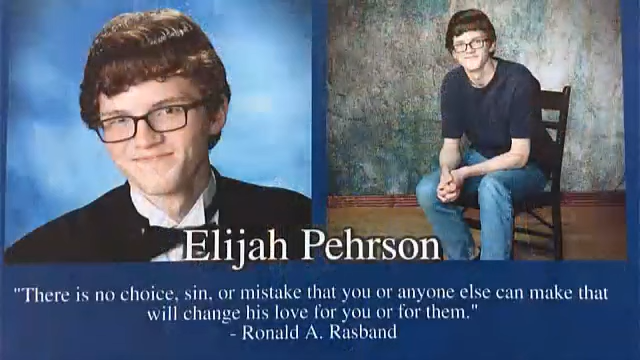 Elijah Pehrson
"There is no choice, sin, or mistake that you or anyone else can make that
will change his love for you or for them."
- Ronald A. Rasband